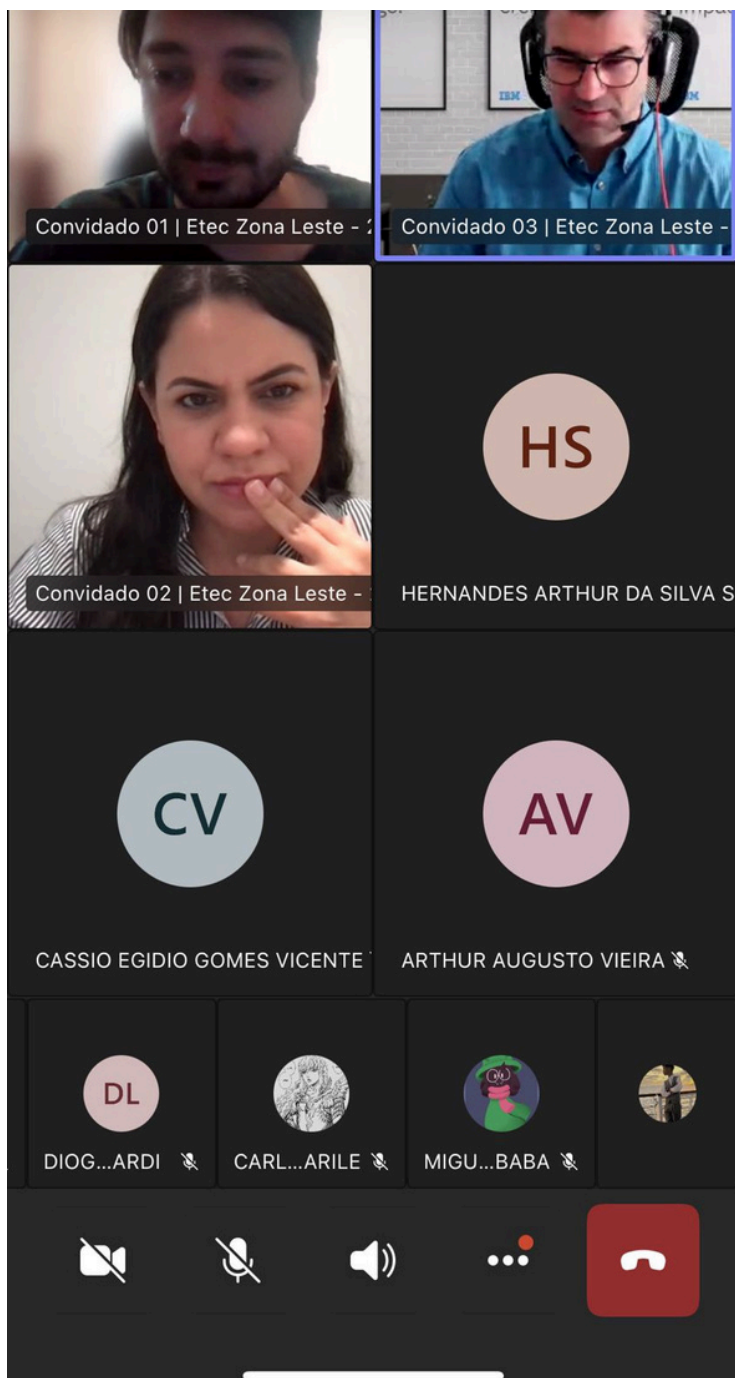 IBM
Convidado 01 | Etec Zona Leste -
Convidado 03 | Etec Zona Leste -
Convidado 02 | Etec Zona Leste -
HS
HERNANDES ARTHUR DA SILVA S
CV
CASSIO EGIDIO GOMES VICENTE
AV
ARTHUR AUGUSTO VIEIRA
DL
DIOG...ARDI
CARL...ARILE
MIGU...BABA